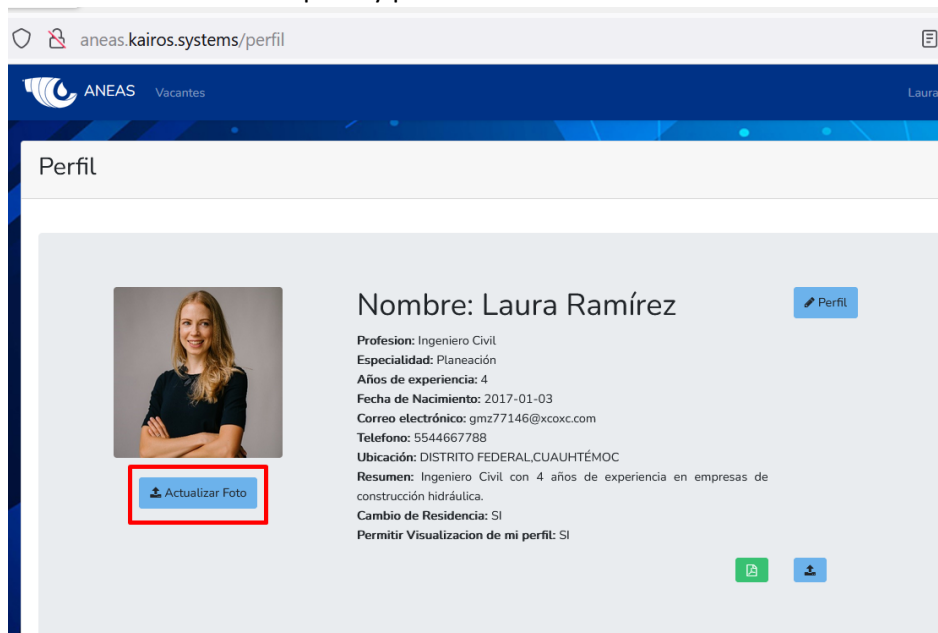 aneas.kairos.systems/perfil
ANEAS Vacantes Laura
Perfil
Nombre: Laura Ramírez
Perfil
Profesion: Ingeniero Civil
Especialidad: Planeación
Años de experiencia: 4
Fecha de Nacimiento: 2017-01-03
Correo electrónico: gmz77146@xcoxc.com
Telefono: 5544667788
Ubicación: DISTRITO FEDERAL,CUAUHTÉMOC
Resumen: Ingeniero Civil con 4 años de experiencia en empresas de
construcción hidráulica.
Cambio de Residencia: SI
Permitir Visualizacion de mi perfil: SI
Actualizar Foto